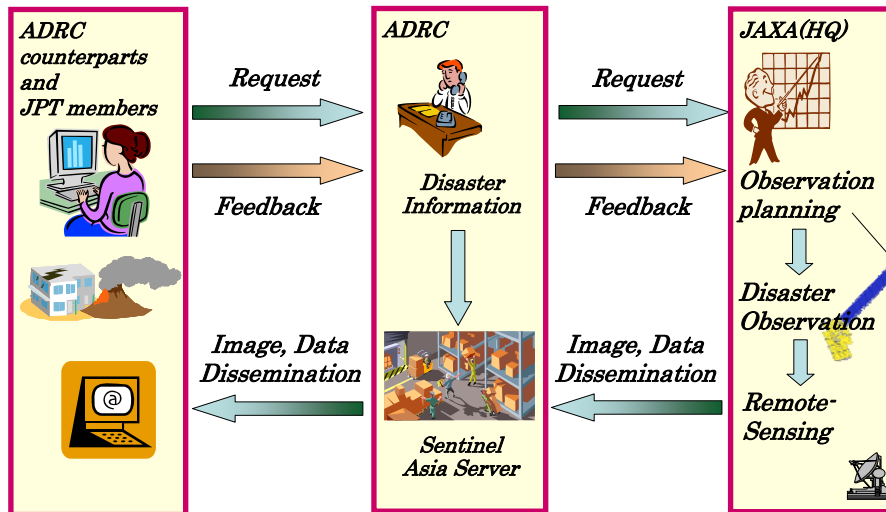 ADRC
counterparts
and
JPT members
Request
Feedback
Image, Data
Dissemination
@
ADRC
Disaster
Information
Sentinel
Asia Server
Request
Feedback
Image, Data
Dissemination
JAXA(HQ)
Observation
planning
Disaster
Observation
Remote-
Sensing